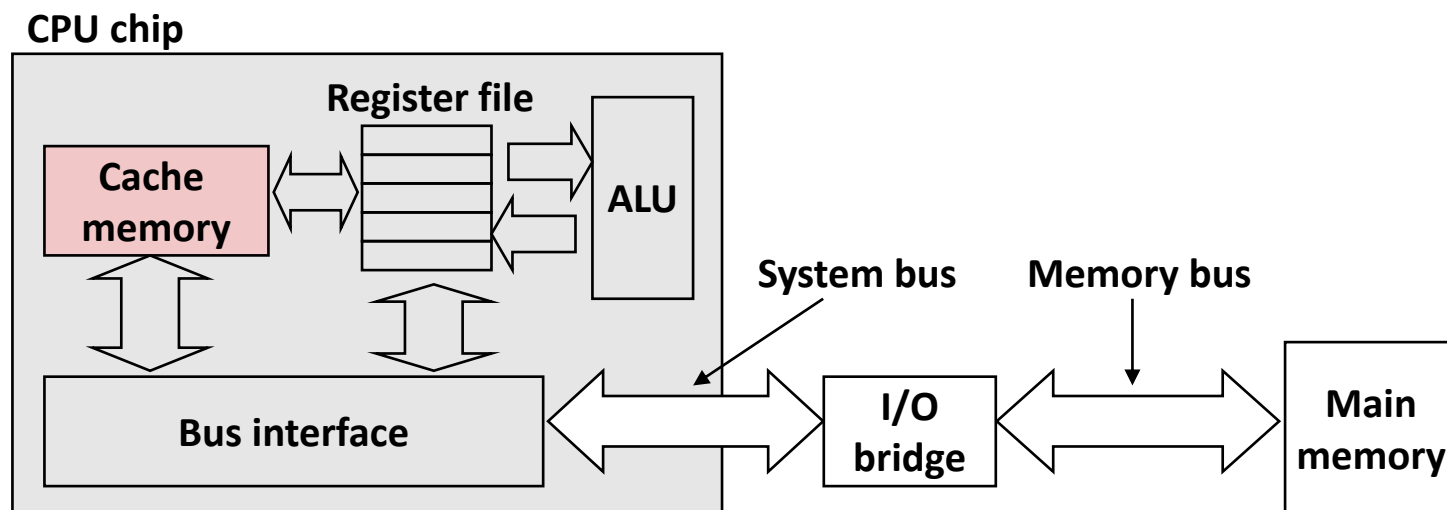 CPU chip
Register file
Cache
memory
ALU
System bus
Memory bus
Bus interface
I/O
bridge
Main
memory